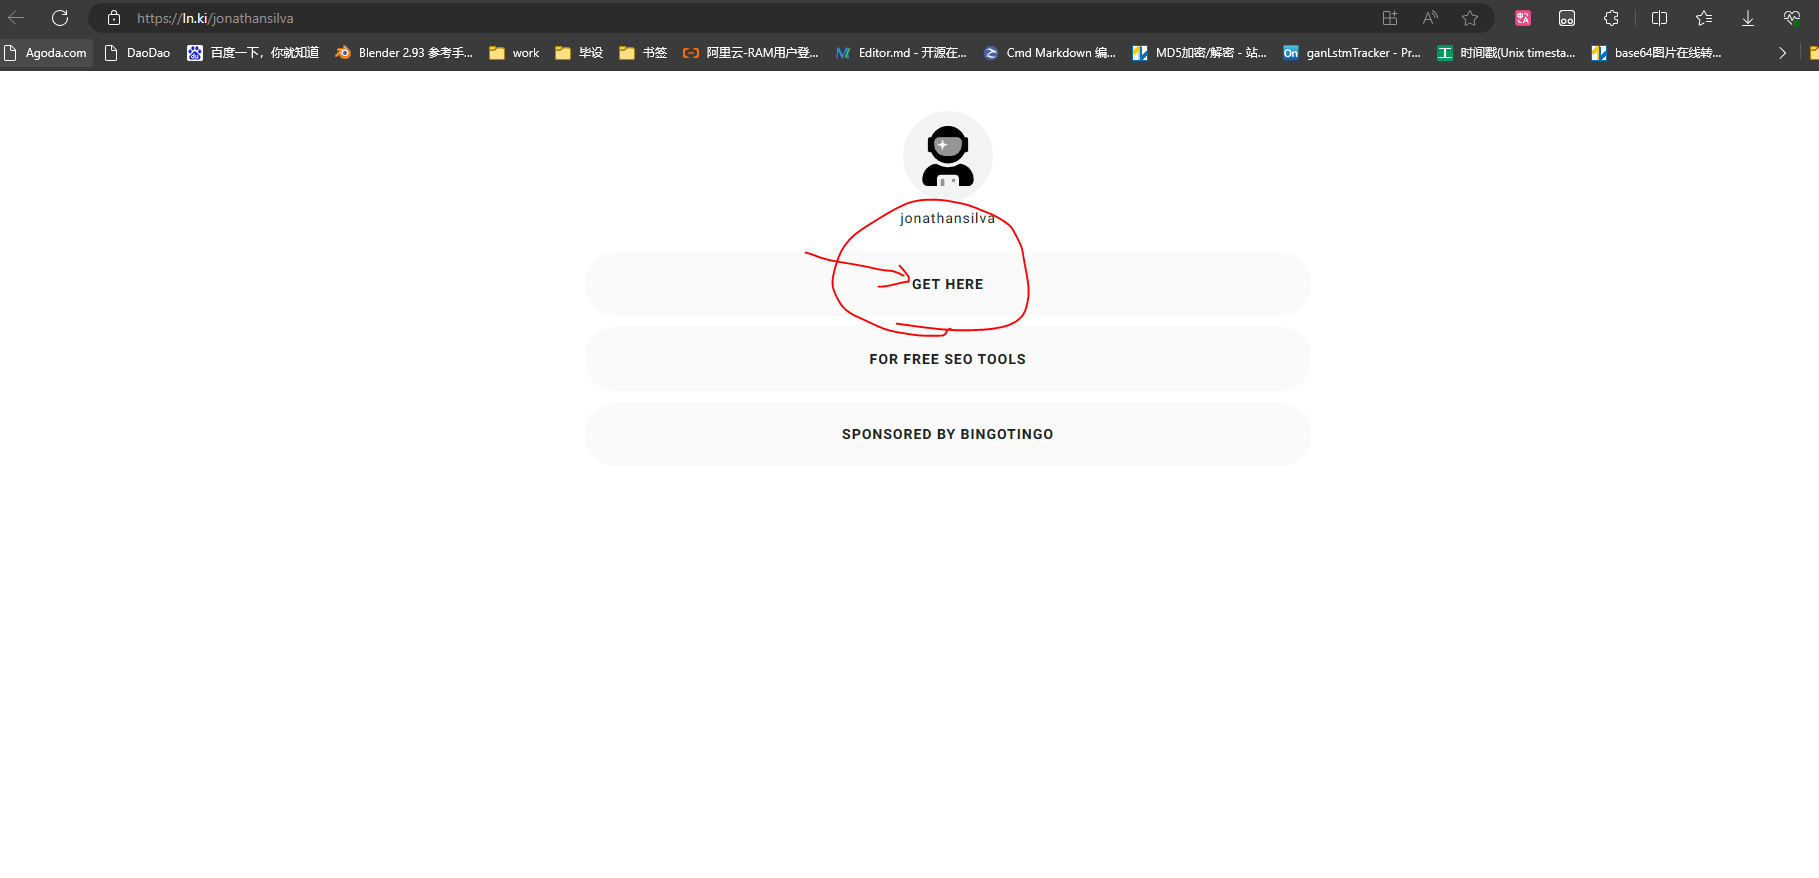 https://ln.ki/jonathansilva
Agoda.com DaoDao 百度一下，你就知道 Blender 2.93 参考手... work 毕设 书签 阿里云-RAM用户登... Editor.md - 开源在... Cmd Markdown 编... MD5加密/解密 - 站... ganLstmTracker - Pr... 时间戳(Unix timesta... base64图片在线转...
jonathansilva
GET HERE
FOR FREE SEO TOOLS
SPONSORED BY BINGOTINGO